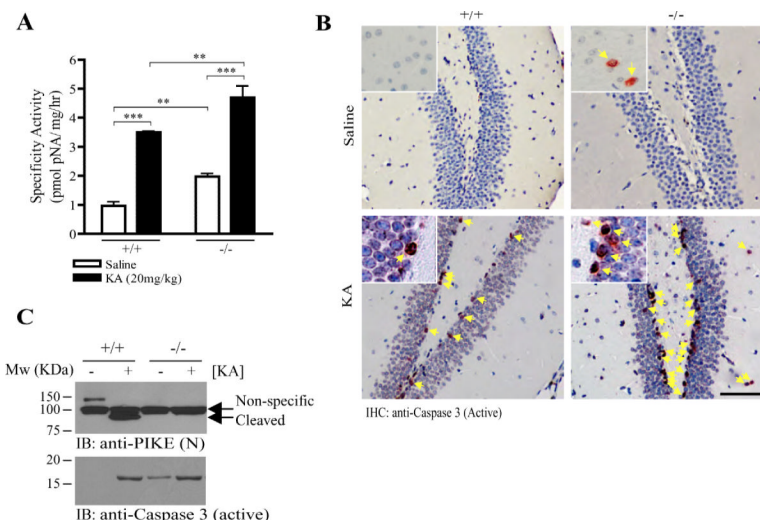 A
Specificity Activity
(pmol pNA/ mg/hr)
6
5
4
3
2
1
0
**
***
**
***
+/+
-/-
Saline
KA (20mg/kg)
B
+/+
-/-
Saline
KA
IHC: anti-Caspase 3 (Active)
C
+/+
-/-
Mw (KDa)
-
+
-
+
[KA]
150
100
75
Non-specific
Cleaved
IB: anti-PIKE (N)
20
15
IB: anti-Caspase 3 (active)